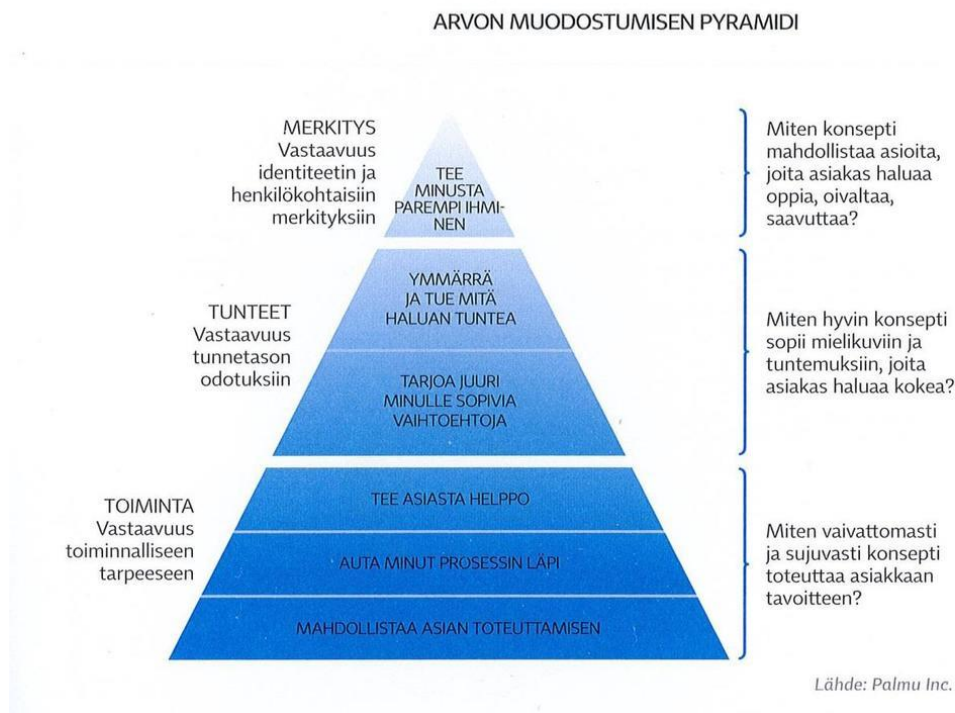 ARVON MUODOSTUMISEN PYRAMIDI
MERKITYS
Vastaavuus
identiteetin ja
henkilökohtaisiin
merkityksiin
TEE
MINUSTA
PAREMPI IHMI-
NEN
Miten konsepti
mahdollistaa asioita,
joita asiakas haluaa
oppia, oivaltaa,
saavuttaa?
TUNTEET
Vastaavuus
tunnetason
odotuksiin
YMMÄRRÄ
JA TUE MITÄ
HALUAN TUNTEA
TARJOA JUURI
MINULLE SOPIVIA
VAIHTOEHTOJA
Miten hyvin konsepti
sopii mielikuviin ja
tuntemuksiin, joita
asiakas haluaa kokea?
TOIMINTA
Vastaavuus
toiminnalliseen
tarpeeseen
TEE ASIASTA HELPPO
AUTA MINUT PROSESSIN LÄPI
MAHDOLLISTAA ASIAN TOTEUTTAMISEN
Miten vaivattomasti
ja sujuvasti konsepti
toteuttaa asiakkaan
tavoitteen?
Lähde: Palmu Inc.